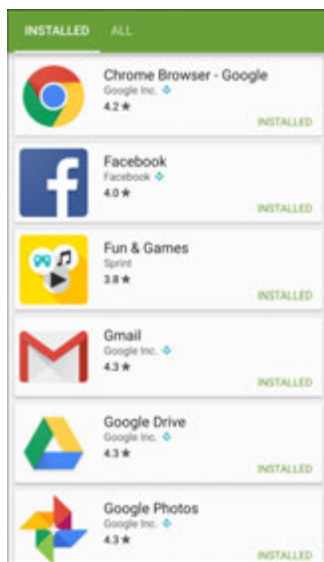 INSTALLED ALL
Chrome Browser - Google
Google Inc.
4.2 ★
INSTALLED
Facebook
Facebook
4.0 ★
INSTALLED
Fun & Games
Sprint
3.8 ★
INSTALLED
Gmail
Google Inc.
4.3 ★
INSTALLED
Google Drive
Google Inc.
4.3 ★
INSTALLED
Google Photos
Google Inc.
4.3 ★
INSTALLED